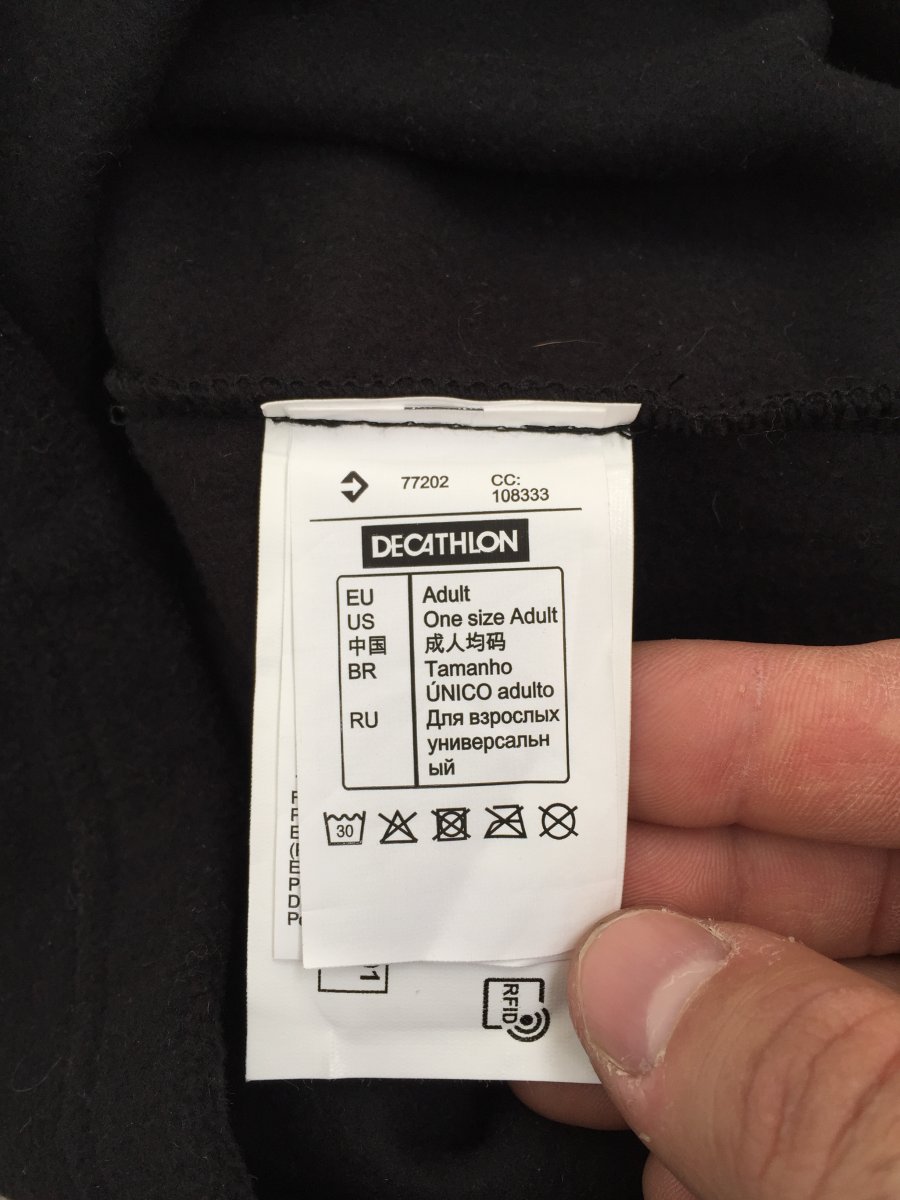 77202 CC:
108333
DECATHLON
EU Adult
US One size Adult
中国 成人均码
BR Tamanho
ÚNICO adulto
RU Для взрослых
универсальн
ый
30
RFID